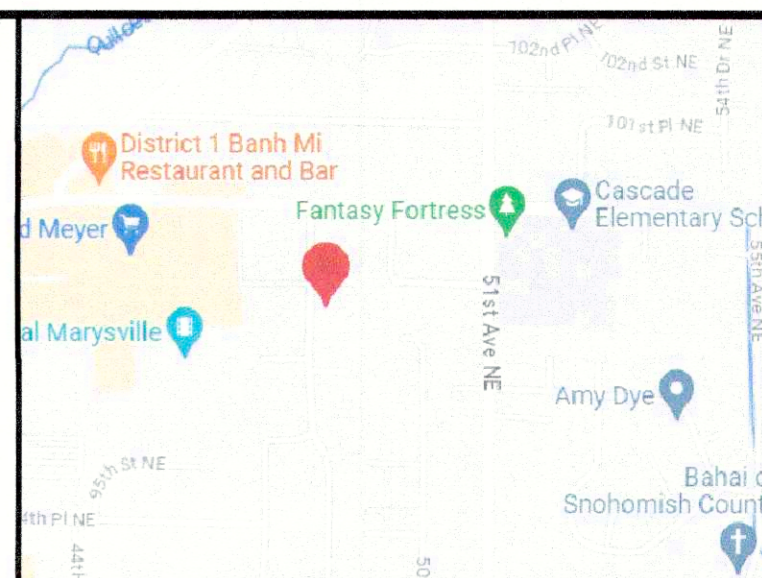 102nd Pl NE
102nd St NE
54th Dr NE
101st Pl NE
District 1 Banh Mi
Restaurant and Bar
Fantasy Fortress
Cascade
Elementary Sch
d Meyer
51st Ave NE
55th Ave NE
al Marysville
Amy Dye
95th St NE
Bahai o
Snohomish Count
4th Pl NE
44th
50